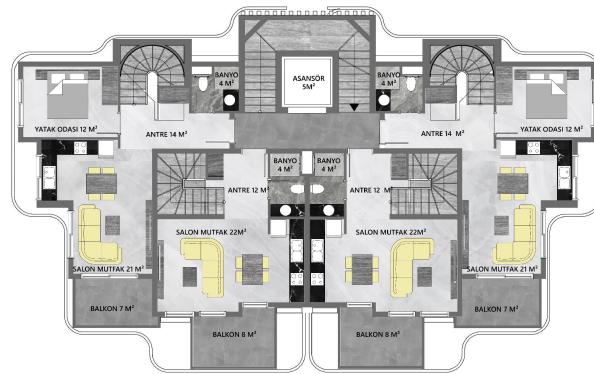 BANYO
4 M²
ASANSÖR
5M²
BANYO
4 M²
YATAK ODASI 12 M²
ANTRE 14 M²
ANTRE 14 M²
YATAK ODASI 12 M²
BANYO
4 M²
BANYO
4 M²
ANTRE 12 M²
ANTRE 12 M²
SALON MUTFAK 22M²
SALON MUTFAK 22M²
SALON MUTFAK 21 M²
SALON MUTFAK 21 M²
BALKON 7 M²
BALKON 7 M²
BALKON 8 M²
BALKON 8 M²